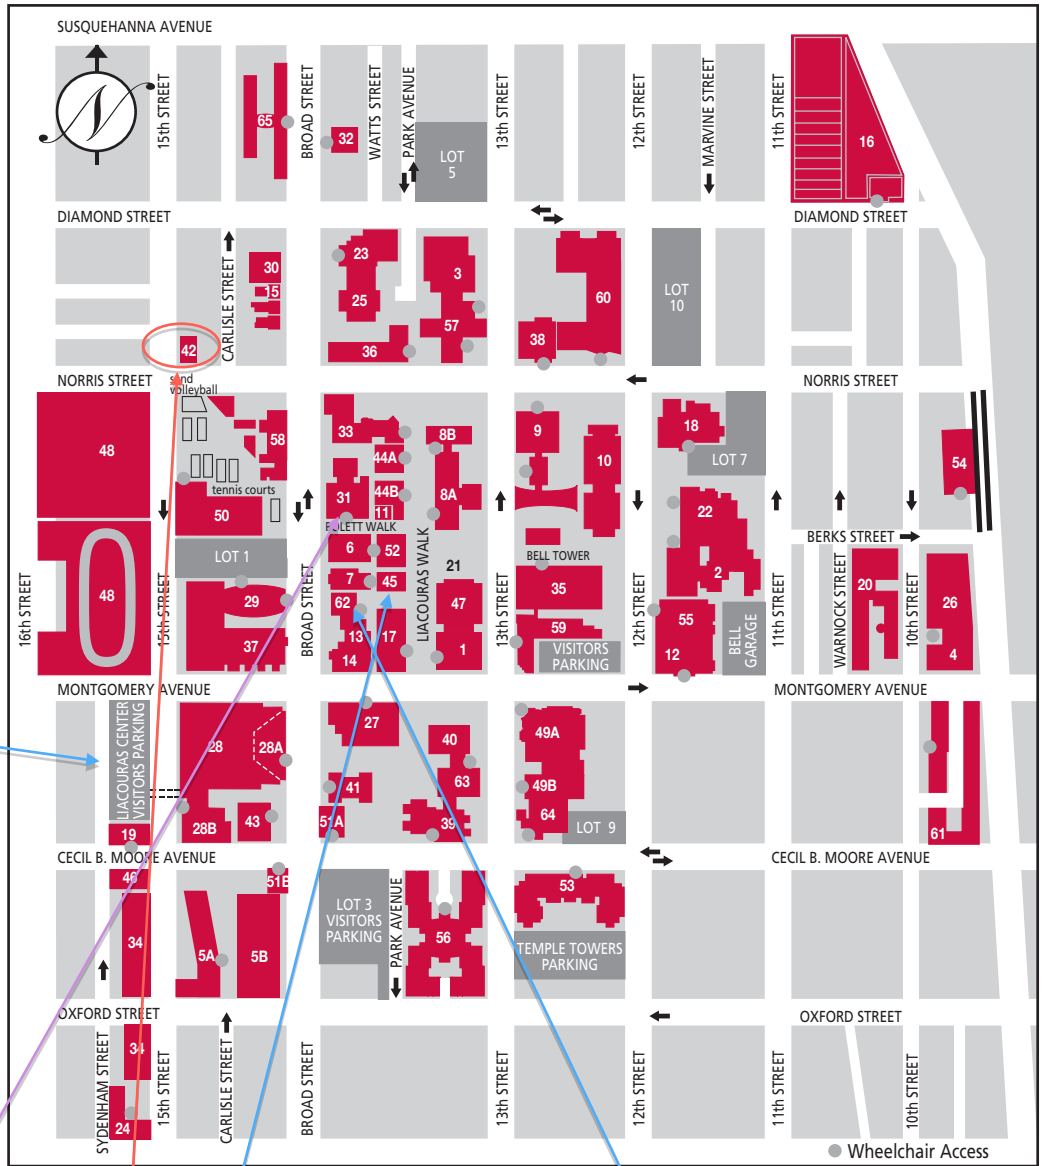 SUSQUEHANNA AVENUE
N
15th STREET
BROAD STREET
WATTS STREET
PARK AVENUE
13th STREET
12th STREET
MARVINE STREET
11th STREET
65
32
LOT
5
16
DIAMOND STREET
DIAMOND STREET
CARLISLE STREET
30
15
23
25
3
57
36
60
38
LOT
10
42
NORRIS STREET
NORRIS STREET
sand
volleyball
48
58
tennis courts
50
33
44A
44B
11
31
8B
8A
9
10
18
LOT 7
22
54
POLETT WALK
BERKS STREET
LOT 1
6
52
7
45
62
13
17
14
21
LIACOURAS WALK
47
1
BELL TOWER
35
59
VISITORS
PARKING
2
55
12
BELL
GARAGE
20
26
4
16th STREET
48
15th STREET
29
37
BROAD STREET
13th STREET
12th STREET
11th STREET
WARNOCK STREET
10th STREET
MONTGOMERY AVENUE
MONTGOMERY AVENUE
LIACOURAS CENTER
VISITORS PARKING
28
28A
28B
43
19
27
41
51A
40
63
39
49A
49B
64
LOT 9
61
CECIL B. MOORE AVENUE
CECIL B. MOORE AVENUE
46
51B
34
5A
5B
LOT 3
VISITORS
PARKING
PARK AVENUE
56
53
TEMPLE TOWERS
PARKING
OXFORD STREET
OXFORD STREET
34
24
SYDENHAM STREET
15th STREET
CARLISLE STREET
BROAD STREET
13th STREET
12th STREET
11th STREET
10th STREET
Wheelchair Access